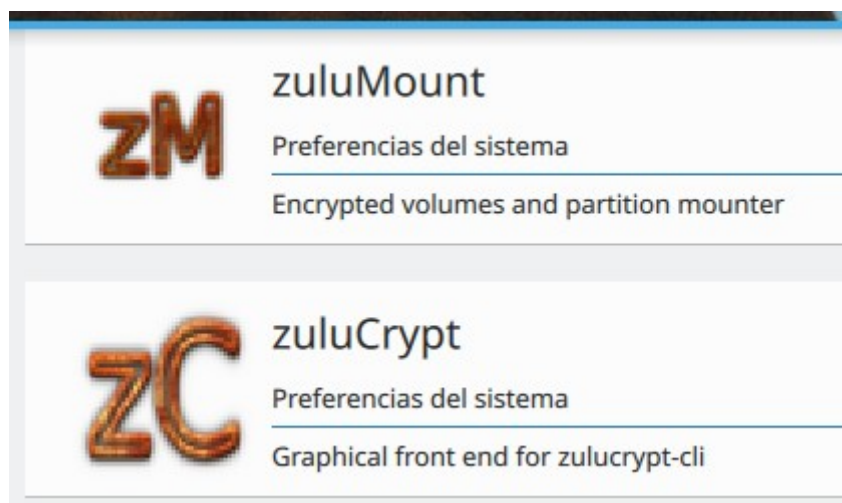 zM
zuluMount
Preferencias del sistema
Encrypted volumes and partition mounter
zC
zuluCrypt
Preferencias del sistema
Graphical front end for zulucrypt-cli